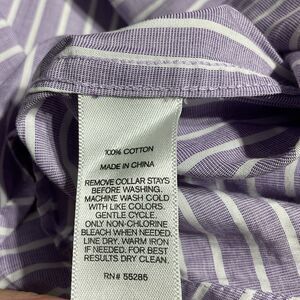 100% COTTON
MADE IN CHINA
REMOVE COLLAR STAYS
BEFORE WASHING.
MACHINE WASH COLD
WITH LIKE COLORS.
GENTLE CYCLE.
ONLY NON-CHLORINE
BLEACH WHEN NEEDED.
LINE DRY. WARM IRON
IF NEEDED. FOR BEST
RESULTS DRY CLEAN.
RN# 55285